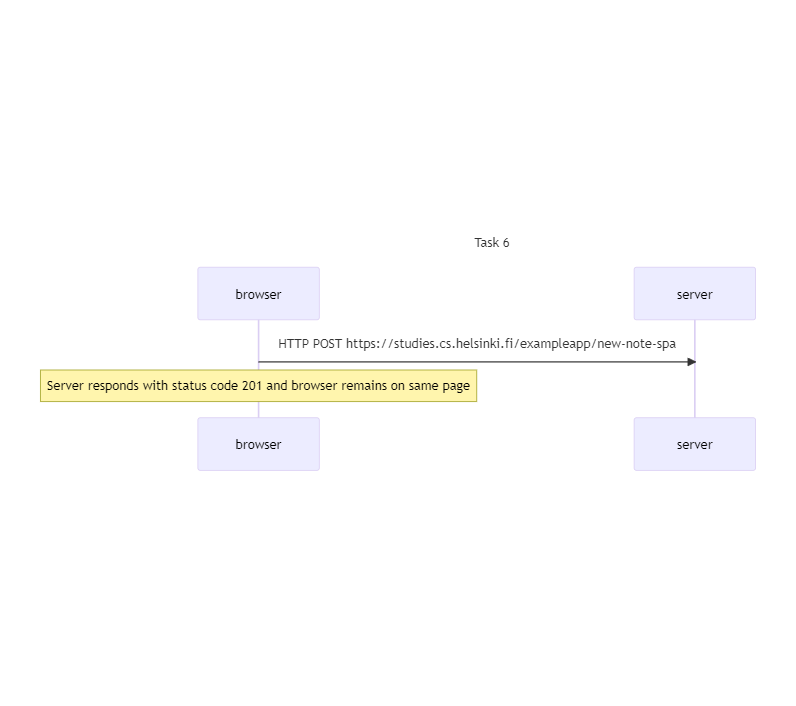 Task 6
browser
server
HTTP POST https://studies.cs.helsinki.fi/exampleapp/new-note-spa
Server responds with status code 201 and browser remains on same page
browser
server